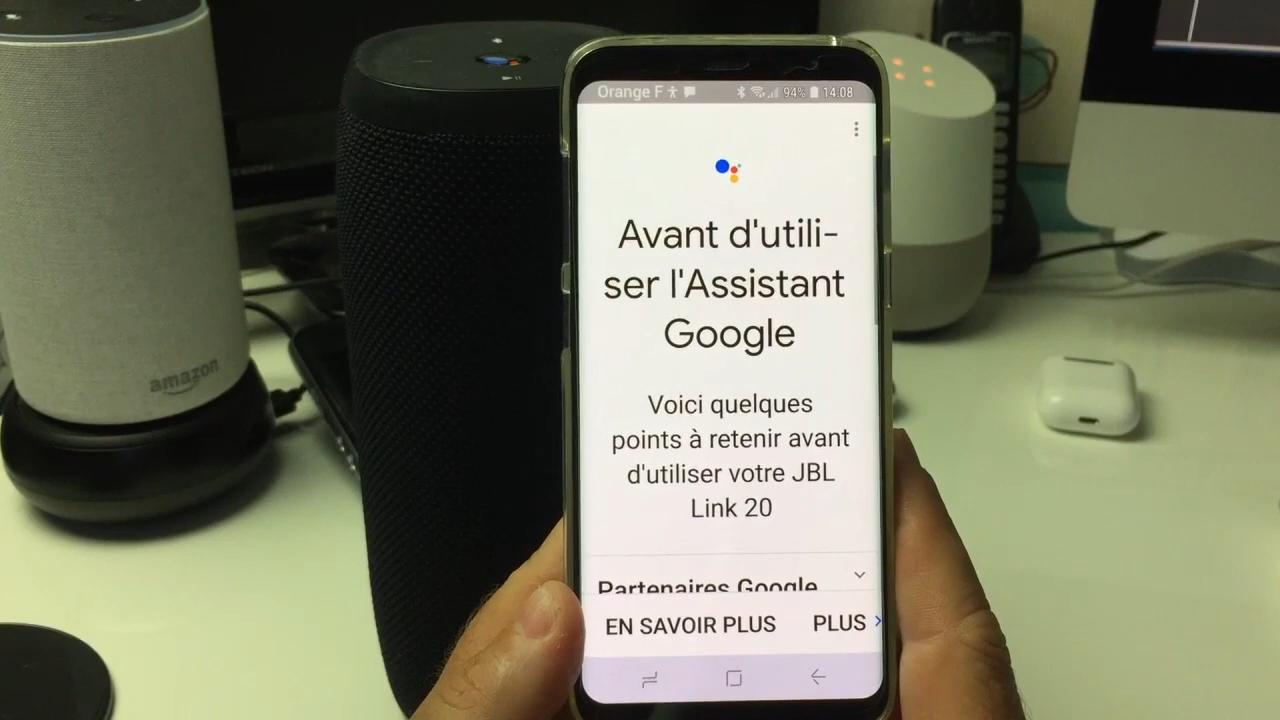 Orange F
94%
14:08
Avant d'utili-
ser l'Assistant
Google
Voici quelques
points à retenir avant
d'utiliser votre JBL
Link 20
Partenaires Google
EN SAVOIR PLUS
PLUS
amazon